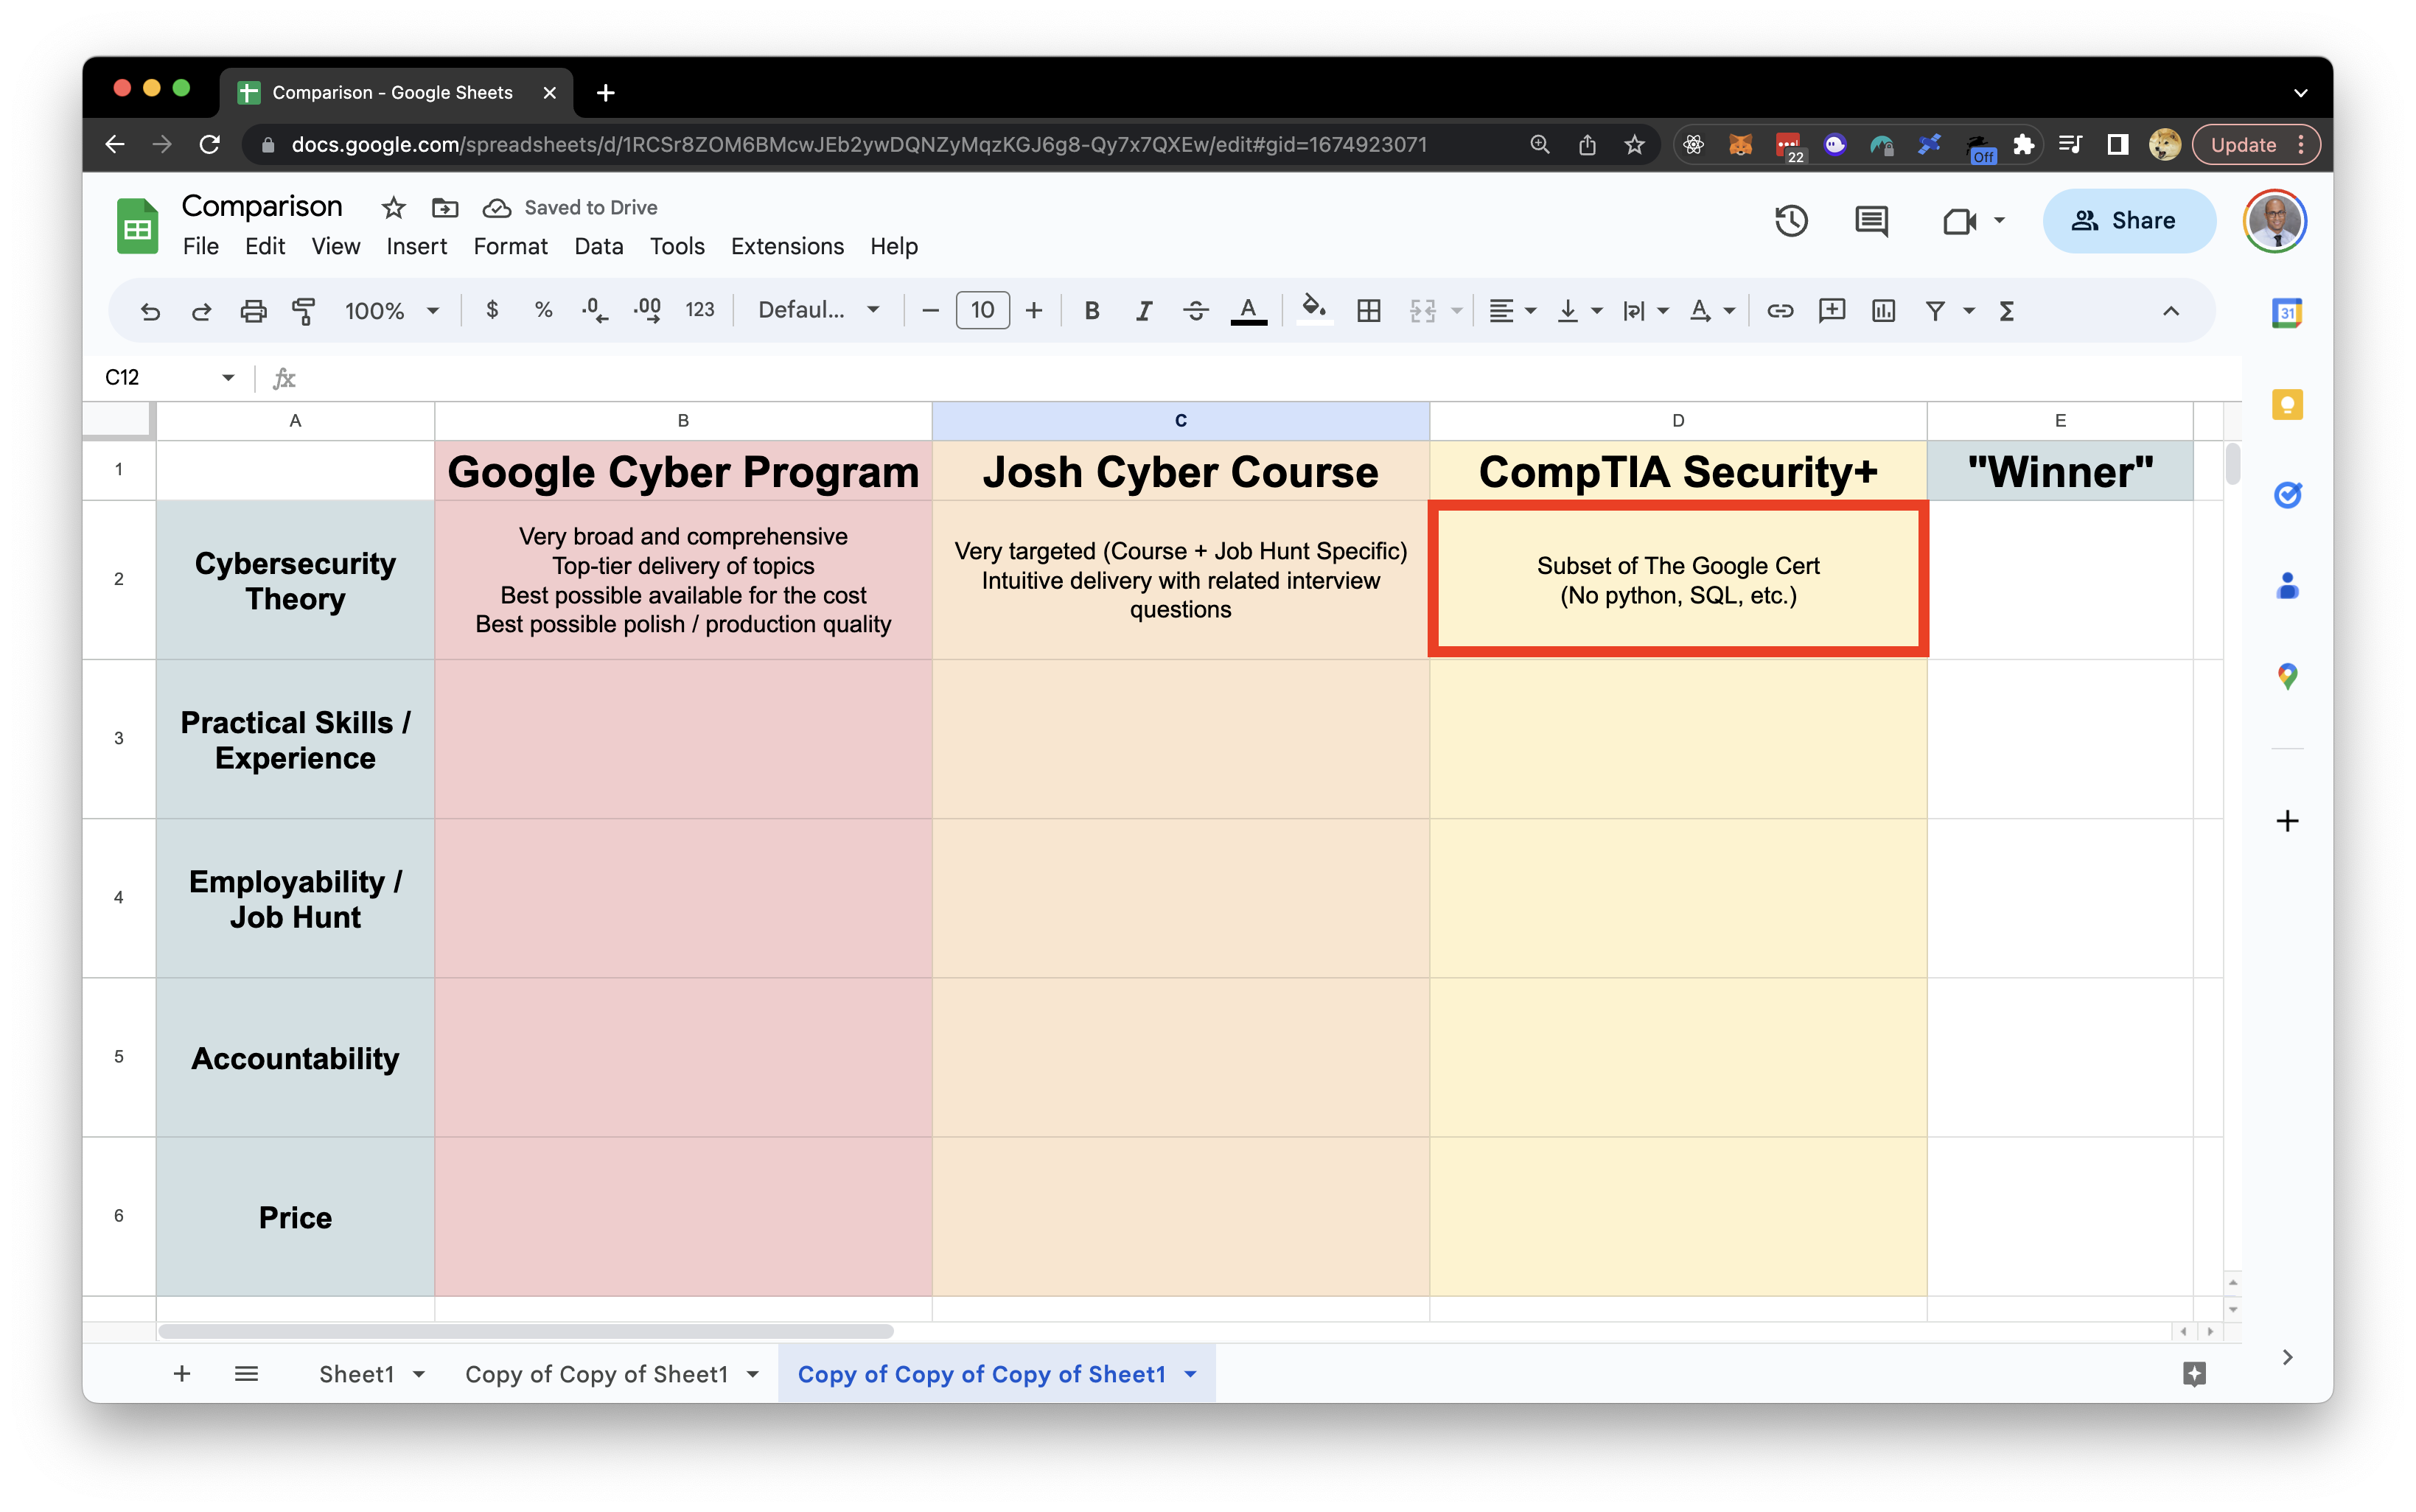 Comparison - Google Sheets
docs.google.com/spreadsheets/d/1RCSr8ZOM6BMcwJEb2ywDQNZyMqzKGJ6g8-Qy7x7QXEw/edit#gid=1674923071
22
Off
Update
Comparison
Saved to Drive
File Edit View Insert Format Data Tools Extensions Help
Share
100% $ % .0 .00 123 Defaul... 10 B I A A Σ
31
C12
fx
A B C D E
1 Google Cyber Program Josh Cyber Course CompTIA Security+ "Winner"
2
Cybersecurity
Theory
Very broad and comprehensive
Top-tier delivery of topics
Best possible available for the cost
Best possible polish / production quality
Very targeted (Course + Job Hunt Specific)
Intuitive delivery with related interview
questions
Subset of The Google Cert
(No python, SQL, etc.)
3
Practical Skills /
Experience
4
Employability /
Job Hunt
5
Accountability
6
Price
Sheet1
Copy of Copy of Sheet1
Copy of Copy of Copy of Sheet1